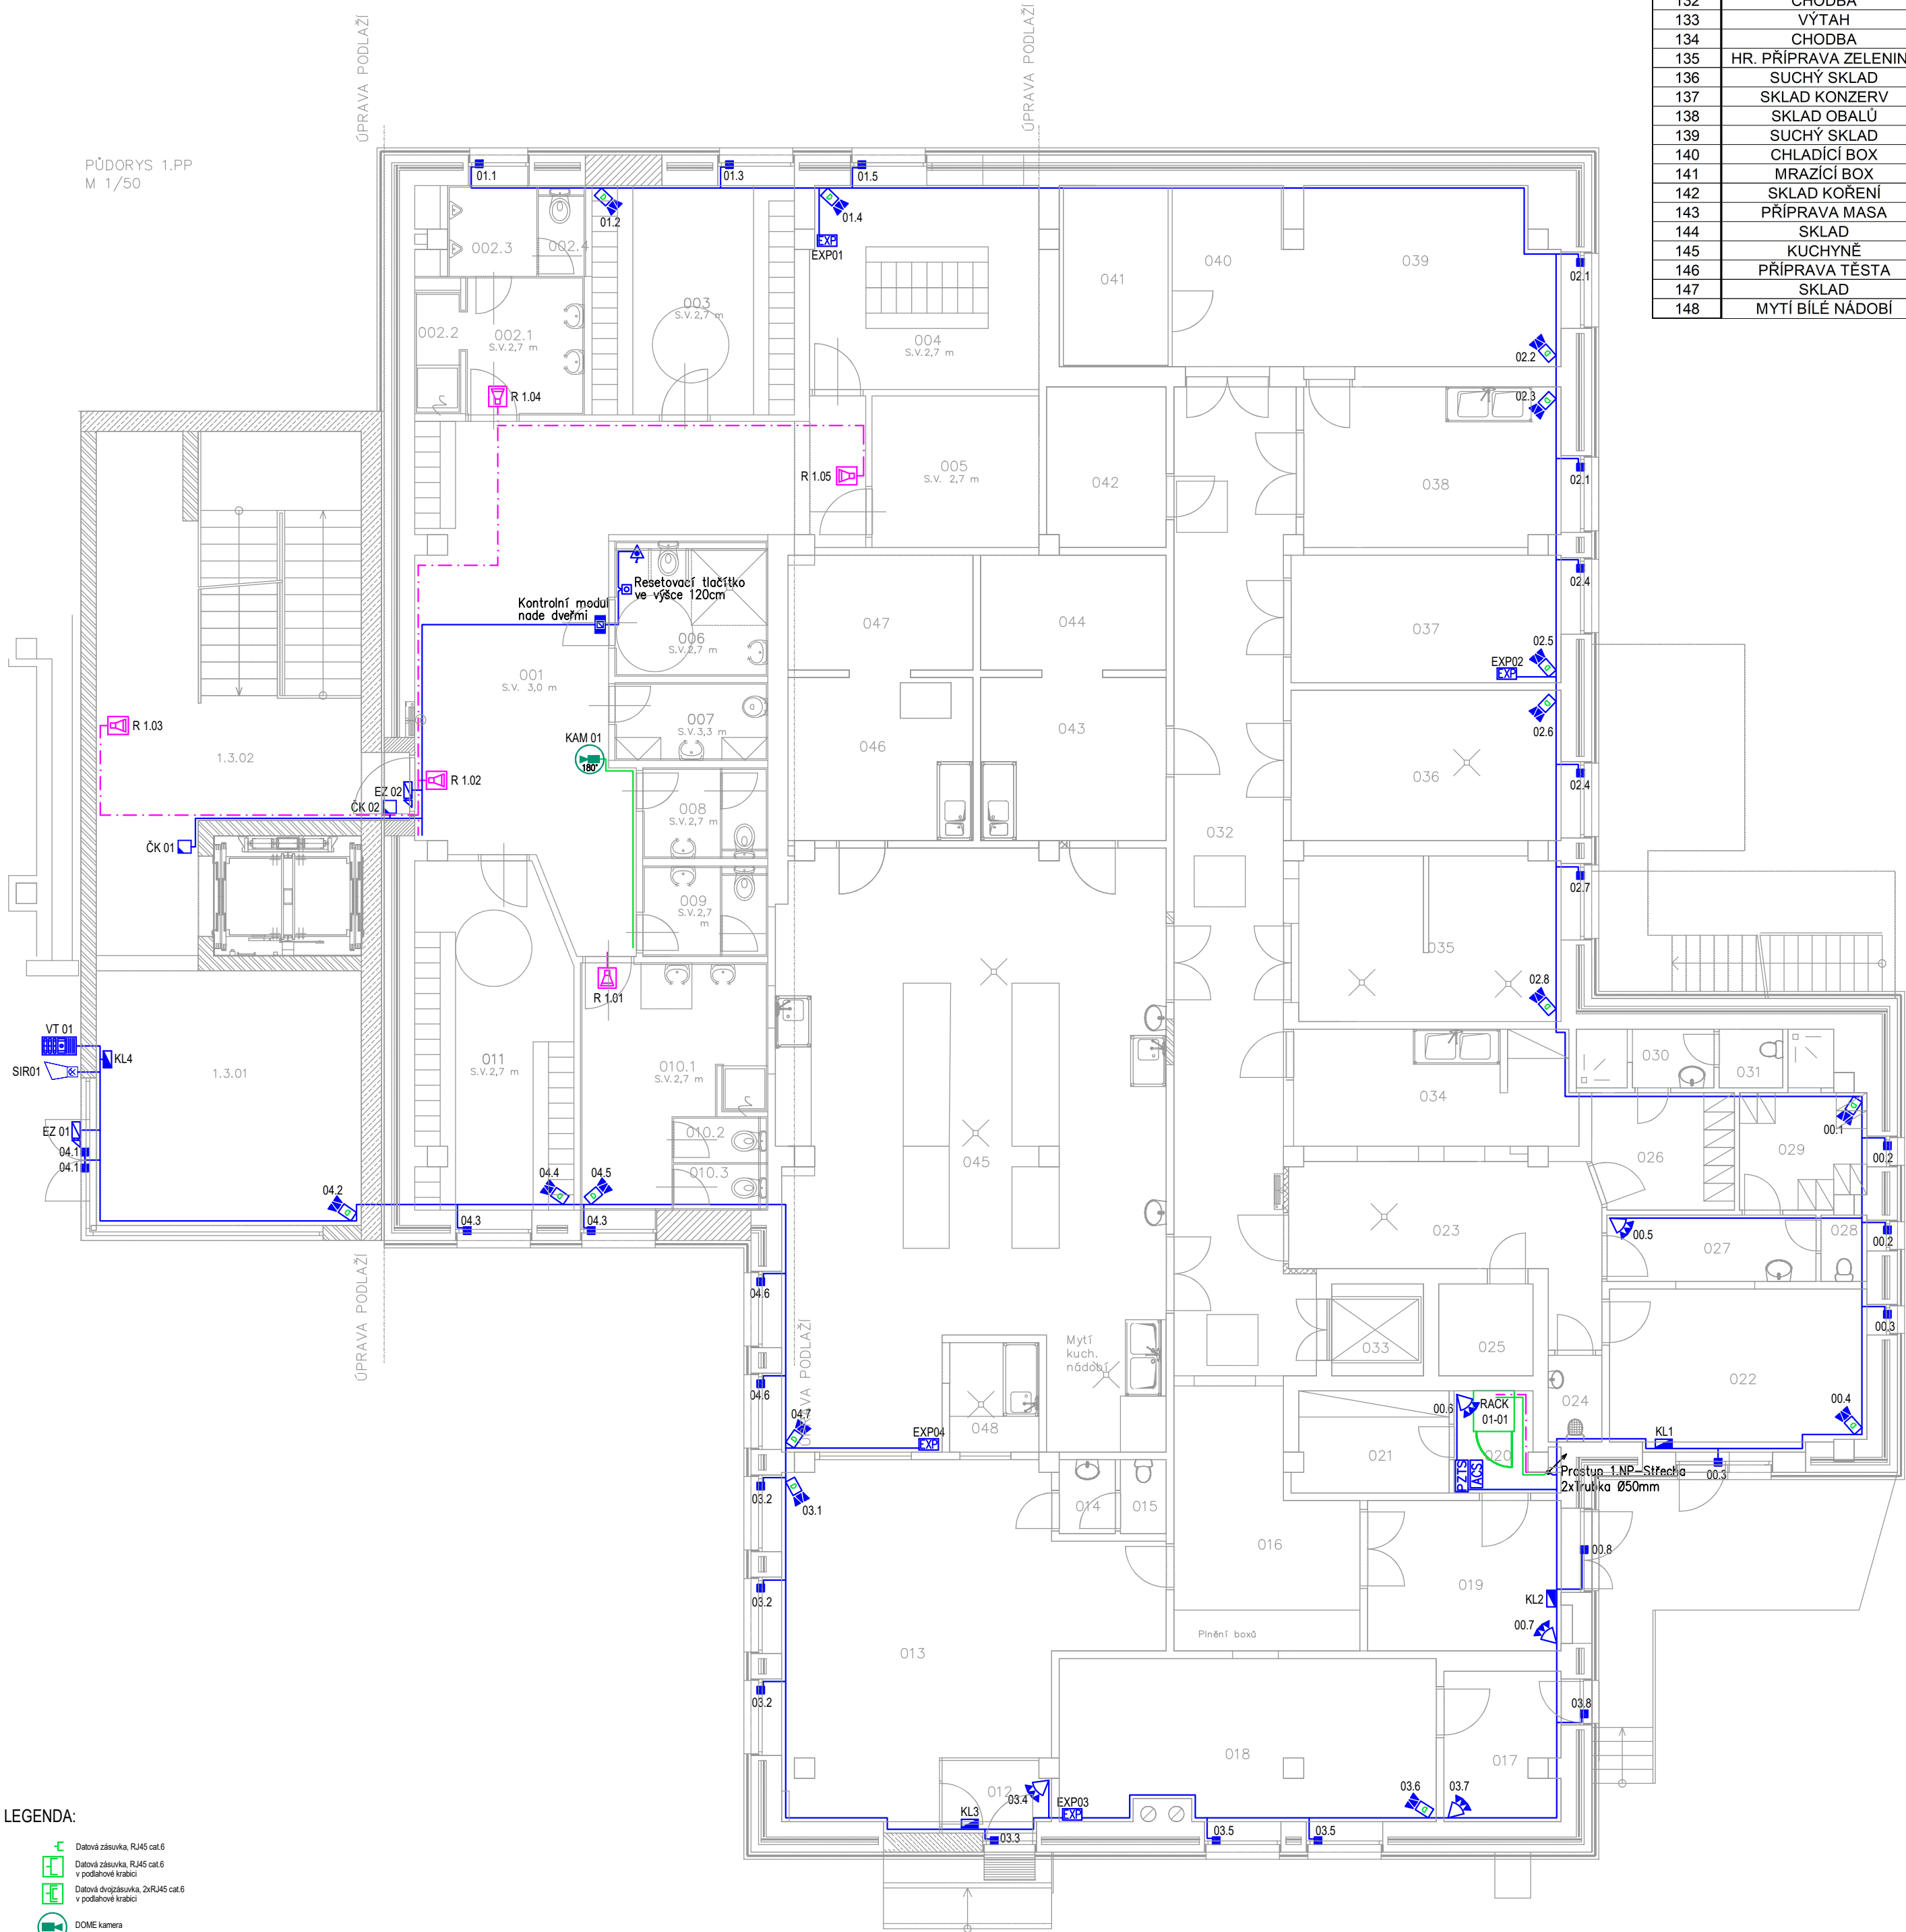 132 CHODBA
133 VÝTAH
134 CHODBA
135 HR. PŘÍPRAVA ZELENIN
136 SUCHÝ SKLAD
137 SKLAD KONZERV
138 SKLAD OBALŮ
139 SUCHÝ SKLAD
140 CHLADÍCÍ BOX
141 MRAZÍCÍ BOX
142 SKLAD KOŘENÍ
143 PŘÍPRAVA MASA
144 SKLAD
145 KUCHYNĚ
146 PŘÍPRAVA TĚSTA
147 SKLAD
148 MYTÍ BÍLÉ NÁDOBÍ
ÚPRAVA PODLAŽÍ
ÚPRAVA PODLAŽÍ
PŮDORYS 1.PP
M 1/50
01.1
01.3
01.5
01.2
01.4
EXP01
EXP
002.3
002.4
002.2
002.1
S.V.2,7 m
003
S.V.2,7 m
004
S.V.2,7 m
041
040
039
02.1
02.2
02.3
R 1.04
R 1.05
005
S.V. 2,7 m
042
038
02.1
02.4
Resetovací tlačítko
ve výšce 120cm
Kontrolní modul
nade dveřmi
006
S.V.2,7 m
047
044
037
02.5
EXP02
EXP
001
S.V. 3,0 m
007
S.V.3,3 m
046
043
02.6
036
02.4
R 1.03
1.3.02
KAM 01
180°
R 1.02
EZ 02
ČK 02
ČK 01
008
S.V.2,7 m
032
02.7
009
S.V.2,7
m
035
02.8
R 1.01
VT 01
KL4
SIR01
1.3.01
011
S.V.2,7 m
010.1
S.V.2,7 m
034
030
031
EZ 01
04.1
04.1
010.2
010.3
045
026
029
00.1
00.2
04.2
04.4
04.5
04.3
04.3
023
00.5
027
028
00.2
04.6
ÚPRAVA PODLAŽÍ
ÚPRAVA PODLAŽÍ
Mytí
kuch.
nádobí
033
025
00.3
04.6
022
00.4
024
00.6
RACK
01-01
04.7
EXP04
EXP
048
021
020
KL1
00.3
PZTS
ACS
Prostup 1.NP-Střecha
2xTrubka Ø50mm
03.2
03.1
014
015
016
019
00.8
03.2
KL2
00.7
013
Plnění boxů
03.2
03.8
018
017
012
03.4
EXP03
EXP
03.6
03.7
KL3
03.3
03.5
03.5
LEGENDA:
Datová zásuvka, RJ45 cat.6
Datová zásuvka, RJ45 cat.6
v podlahové krabici
Datová dvojzásuvka, 2xRJ45 cat.6
v podlahové krabici
DOME kamera